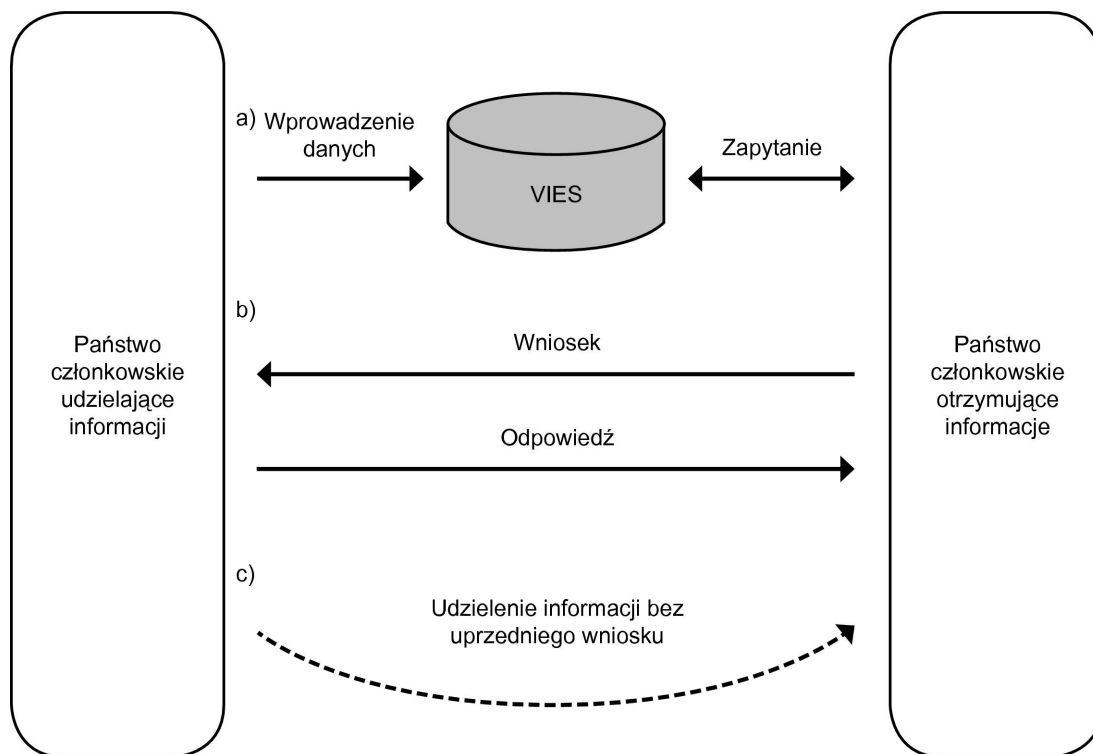 a)
Wprowadzenie
danych
VIES
Zapytanie
b)
Państwo
członkowskie
udzielające
informacji
Wniosek
Odpowiedź
Państwo
członkowskie
otrzymujące
informacje
c)
Udzielenie informacji bez
uprzedniego wniosku